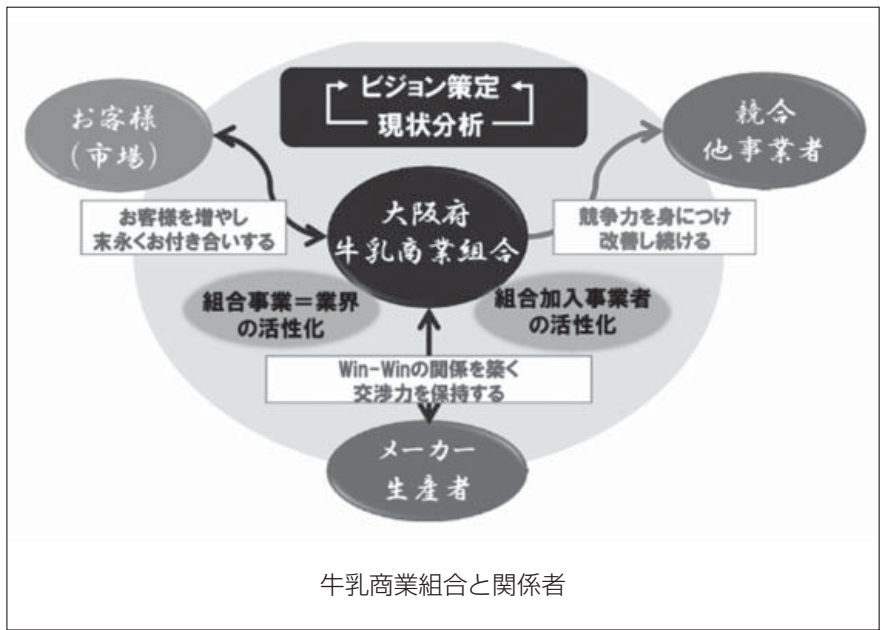 ビジョン策定
現状分析
お客様
（市場）
競合
他事業者
お客様を増やし
末永くお付き合いする
大阪府
牛乳商業組合
競争力を身につけ
改善し続ける
組合事業＝業界
の活性化
組合加入事業者
の活性化
Win-Winの関係を築く
交渉力を保持する
メーカー
生産者
牛乳商業組合と関係者